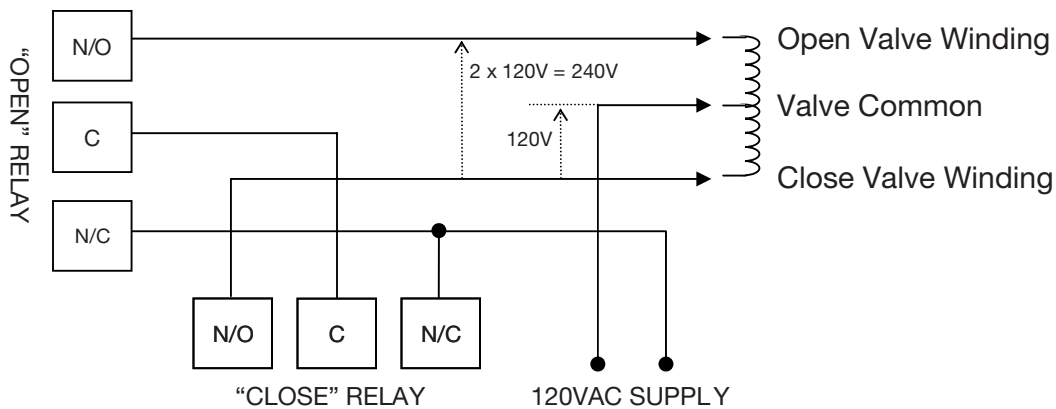 “OPEN” RELAY
N/O
C
N/C
2 x 120V = 240V
120V
Open Valve Winding
Valve Common
Close Valve Winding
N/O
C
N/C
“CLOSE” RELAY
120VAC SUPPLY